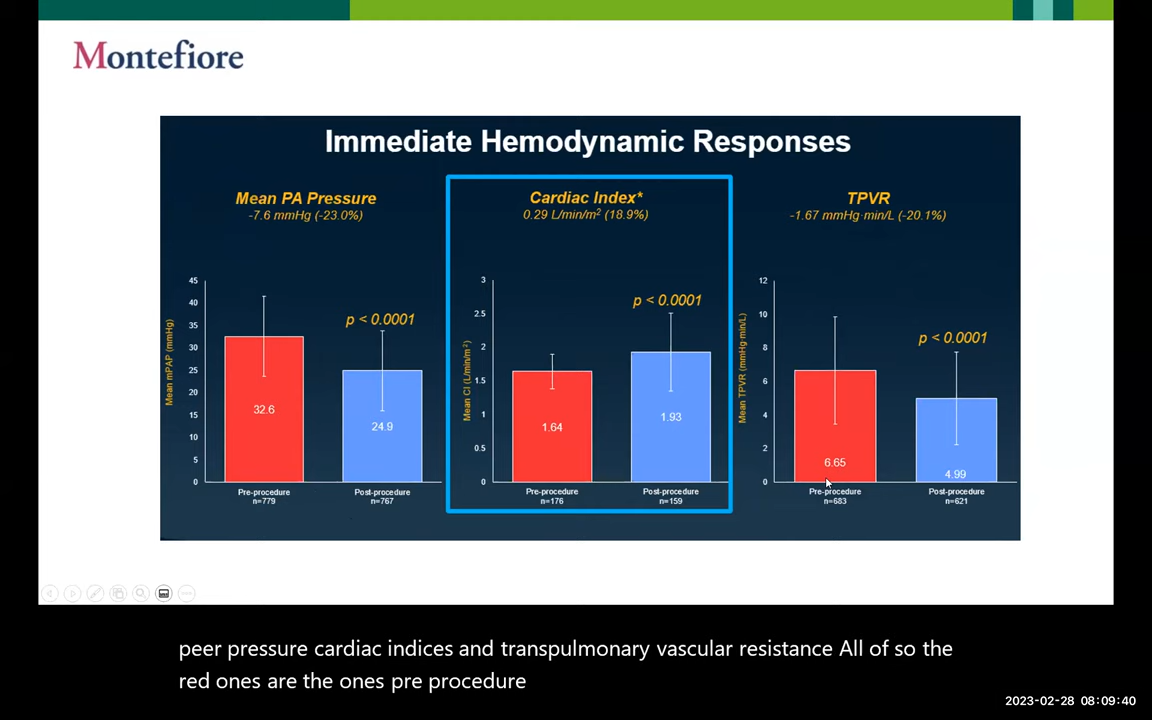 Montefiore
Immediate Hemodynamic Responses
Mean PA Pressure
-7.6 mmHg (-23.0%)
45
40
35
30
25
20
15
10
5
0
Mean mPAP (mmHg)
p < 0.0001
32.6
24.9
Pre-procedure
n=779
Post-procedure
n=767
Cardiac Index*
0.29 L/min/m² (18.9%)
3
2.5
2
1.5
1
0.5
0
Mean CI (L/min/m²)
p < 0.0001
1.64
1.93
Pre-procedure
n=176
Post-procedure
n=159
TPVR
-1.67 mmHg·min/L (-20.1%)
12
10
8
6
4
2
0
Mean TPVR (mmHg·min/L)
p < 0.0001
6.65
4.99
Pre-procedure
n=683
Post-procedure
n=621
peer pressure cardiac indices and transpulmonary vascular resistance All of so the
red ones are the ones pre procedure
2023-02-28 08:09:40